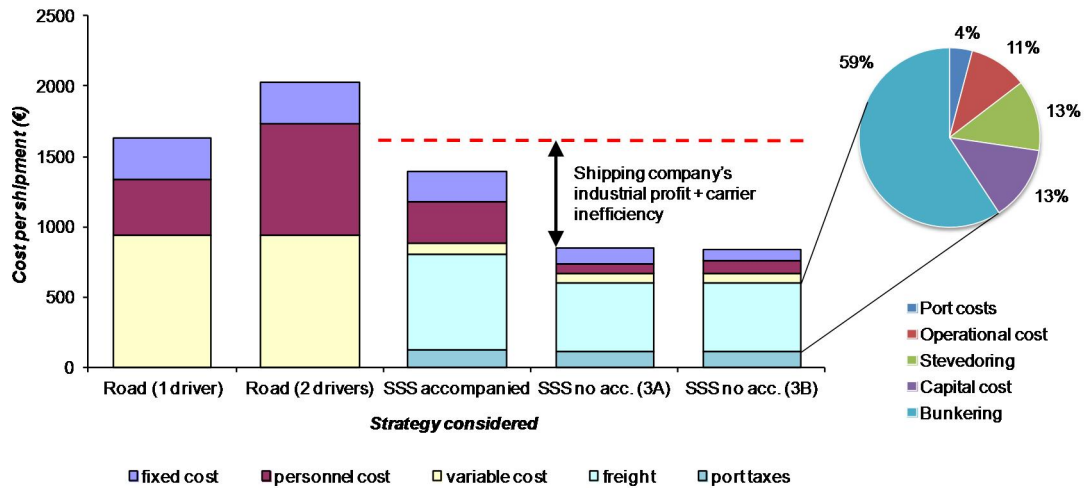 2500
2000
1500
1000
500
0
Cost per shipment (€)
Road (1 driver)
Road (2 drivers)
SSS accompanied
SSS no acc. (3A)
SSS no acc. (3B)
Strategy considered
Shipping company's
industrial profit + carrier
inefficiency
4%
11%
13%
13%
59%
Port costs
Operational cost
Stevedoring
Capital cost
Bunkering
fixed cost
personnel cost
variable cost
freight
port taxes